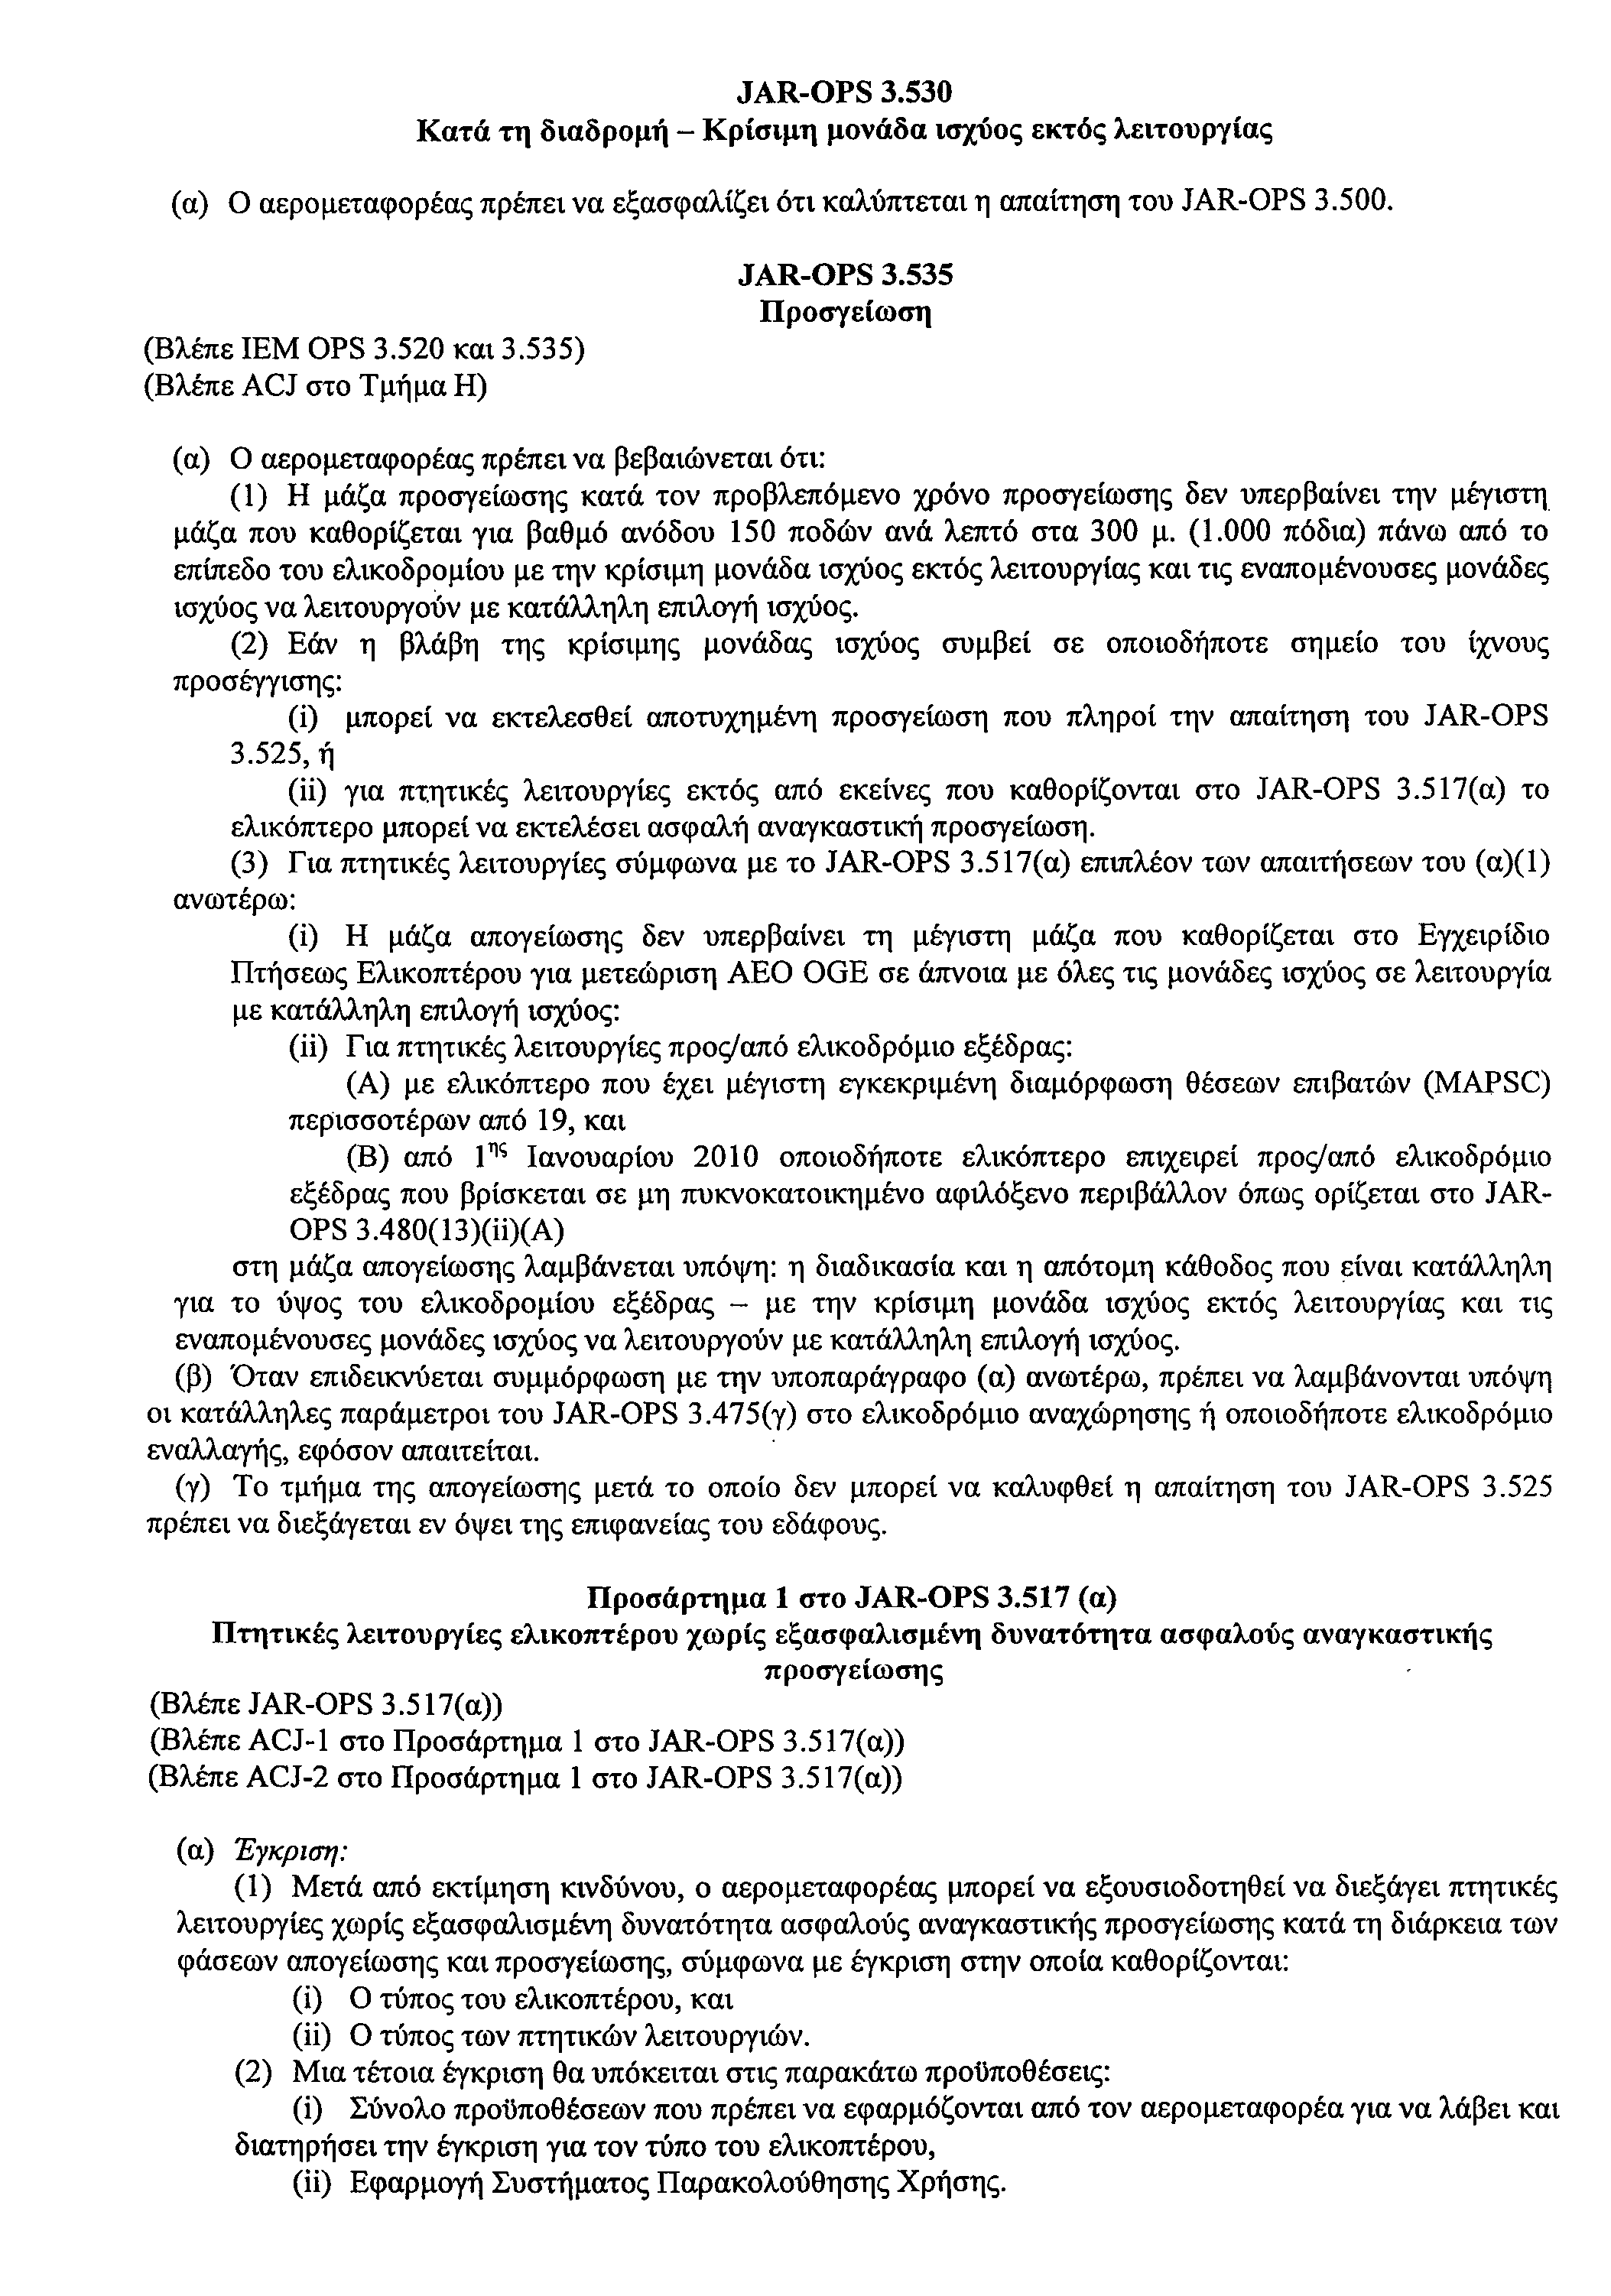 JAR-OPS 3.530
Κατά τη διαδρομή – Κρίσιμη μονάδα ισχύος εκτός λειτουργίας
(α) Ο αερομεταφορέας πρέπει να εξασφαλίζει ότι καλύπτεται η απαίτηση του JAR-OPS 3.500.
JAR-OPS 3.535
Προσγείωση
(Βλέπε IEM OPS 3.520 και 3.535)
(Βλέπε ACJ στο Τμήμα Η)
(α) Ο αερομεταφορέας πρέπει να βεβαιώνεται ότι:
(1) Η μάζα προσγείωσης κατά τον προβλεπόμενο χρόνο προσγείωσης δεν υπερβαίνει την μέγιστη
μάζα που καθορίζεται για βαθμό ανόδου 150 ποδών ανά λεπτό στα 300 μ. (1.000 πόδια) πάνω από το
επίπεδο του ελικοδρομίου με την κρίσιμη μονάδα ισχύος εκτός λειτουργίας και τις εναπομένουσες μονάδες
ισχύος να λειτουργούν με κατάλληλη επιλογή ισχύος.
(2) Εάν η βλάβη της κρίσιμης μονάδας ισχύος συμβεί σε οποιοδήποτε σημείο του ίχνους
προσέγγισης:
(i) μπορεί να εκτελεσθεί αποτυχημένη προσγείωση που πληροί την απαίτηση του JAR-OPS
3.525, ή
(ii) για πτητικές λειτουργίες εκτός από εκείνες που καθορίζονται στο JAR-OPS 3.517(α) το
ελικόπτερο μπορεί να εκτελέσει ασφαλή αναγκαστική προσγείωση.
(3) Για πτητικές λειτουργίες σύμφωνα με το JAR-OPS 3.517(α) επιπλέον των απαιτήσεων του (α)(1)
ανωτέρω:
(i) Η μάζα απογείωσης δεν υπερβαίνει τη μέγιστη μάζα που καθορίζεται στο Εγχειρίδιο
Πτήσεως Ελικοπτέρου για μετεώριση AEO OGE σε άπνοια με όλες τις μονάδες ισχύος σε λειτουργία
με κατάλληλη επιλογή ισχύος:
(ii) Για πτητικές λειτουργίες προς/από ελικοδρόμιο εξέδρας:
(Α) με ελικόπτερο που έχει μέγιστη εγκεκριμένη διαμόρφωση θέσεων επιβατών (MAPSC)
περισσοτέρων από 19, και
(Β) από 1ης Ιανουαρίου 2010 οποιοδήποτε ελικόπτερο επιχειρεί προς/από ελικοδρόμιο
εξέδρας που βρίσκεται σε μη πυκνοκατοικημένο αφιλόξενο περιβάλλον όπως ορίζεται στο JAR-
OPS 3.480(13)(ii)(A)
στη μάζα απογείωσης λαμβάνεται υπόψη: η διαδικασία και η απότομη κάθοδος που είναι κατάλληλη
για το ύψος του ελικοδρομίου εξέδρας – με την κρίσιμη μονάδα ισχύος εκτός λειτουργίας και τις
εναπομένουσες μονάδες ισχύος να λειτουργούν με κατάλληλη επιλογή ισχύος.
(β) Όταν επιδεικνύεται συμμόρφωση με την υποπαράγραφο (α) ανωτέρω, πρέπει να λαμβάνονται υπόψη
οι κατάλληλες παράμετροι του JAR-OPS 3.475(γ) στο ελικοδρόμιο αναχώρησης ή οποιοδήποτε ελικοδρόμιο
εναλλαγής, εφόσον απαιτείται.
(γ) Το τμήμα της απογείωσης μετά το οποίο δεν μπορεί να καλυφθεί η απαίτηση του JAR-OPS 3.525
πρέπει να διεξάγεται εν όψει της επιφανείας του εδάφους.
Προσάρτημα 1 στο JAR-OPS 3.517 (α)
Πτητικές λειτουργίες ελικοπτέρου χωρίς εξασφαλισμένη δυνατότητα ασφαλούς αναγκαστικής
προσγείωσης
(Βλέπε JAR-OPS 3.517(α))
(Βλέπε ACJ-1 στο Προσάρτημα 1 στο JAR-OPS 3.517(α))
(Βλέπε ACJ-2 στο Προσάρτημα 1 στο JAR-OPS 3.517(α))
(α) Έγκριση:
(1) Μετά από εκτίμηση κινδύνου, ο αερομεταφορέας μπορεί να εξουσιοδοτηθεί να διεξάγει πτητικές
λειτουργίες χωρίς εξασφαλισμένη δυνατότητα ασφαλούς αναγκαστικής προσγείωσης κατά τη διάρκεια των
φάσεων απογείωσης και προσγείωσης, σύμφωνα με έγκριση στην οποία καθορίζονται:
(i) Ο τύπος του ελικοπτέρου, και
(ii) Ο τύπος των πτητικών λειτουργιών.
(2) Μια τέτοια έγκριση θα υπόκειται στις παρακάτω προϋποθέσεις:
(i) Σύνολο προϋποθέσεων που πρέπει να εφαρμόζονται από τον αερομεταφορέα για να λάβει και
διατηρήσει την έγκριση για τον τύπο του ελικοπτέρου,
(ii) Εφαρμογή Συστήματος Παρακολούθησης Χρήσης.